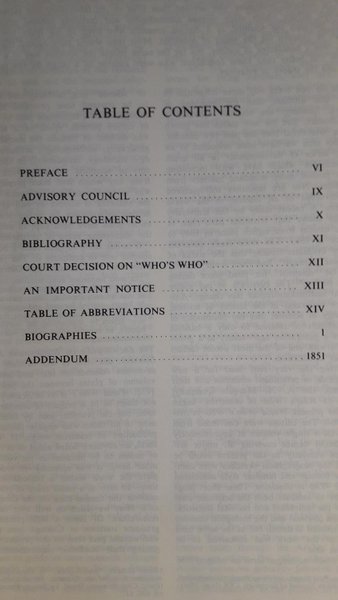 TABLE OF CONTENTS
PREFACE VI
ADVISORY COUNCIL IX
ACKNOWLEDGEMENTS X
BIBLIOGRAPHY XI
COURT DECISION ON "WHO'S WHO" XII
AN IMPORTANT NOTICE XIII
TABLE OF ABBREVIATIONS XIV
BIOGRAPHIES 1
ADDENDUM 1851